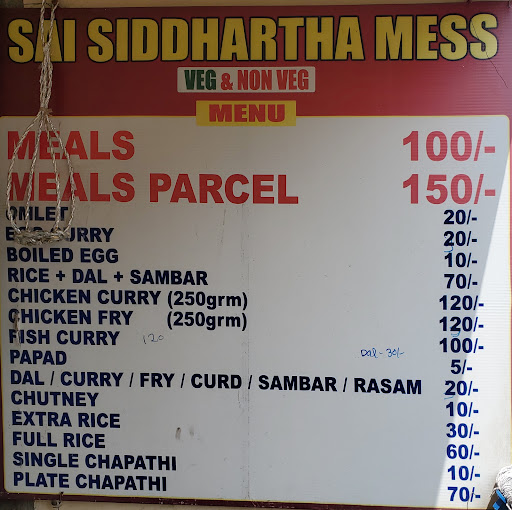 SAI SIDDHARTHA MESS
VEG & NON VEG
MENU
MEALS 100/-
MEALS PARCEL 150/-
OMLET 20/-
EGG CURRY 20/-
BOILED EGG 10/-
RICE + DAL + SAMBAR 70/-
CHICKEN CURRY (250grm) 120/-
CHICKEN FRY (250grm) 120/-
FISH CURRY 120 100/-
PAPAD Dal - 30/- 5/-
DAL / CURRY / FRY / CURD / SAMBAR / RASAM 20/-
CHUTNEY 10/-
EXTRA RICE 30/-
FULL RICE 60/-
SINGLE CHAPATHI 10/-
PLATE CHAPATHI 70/-